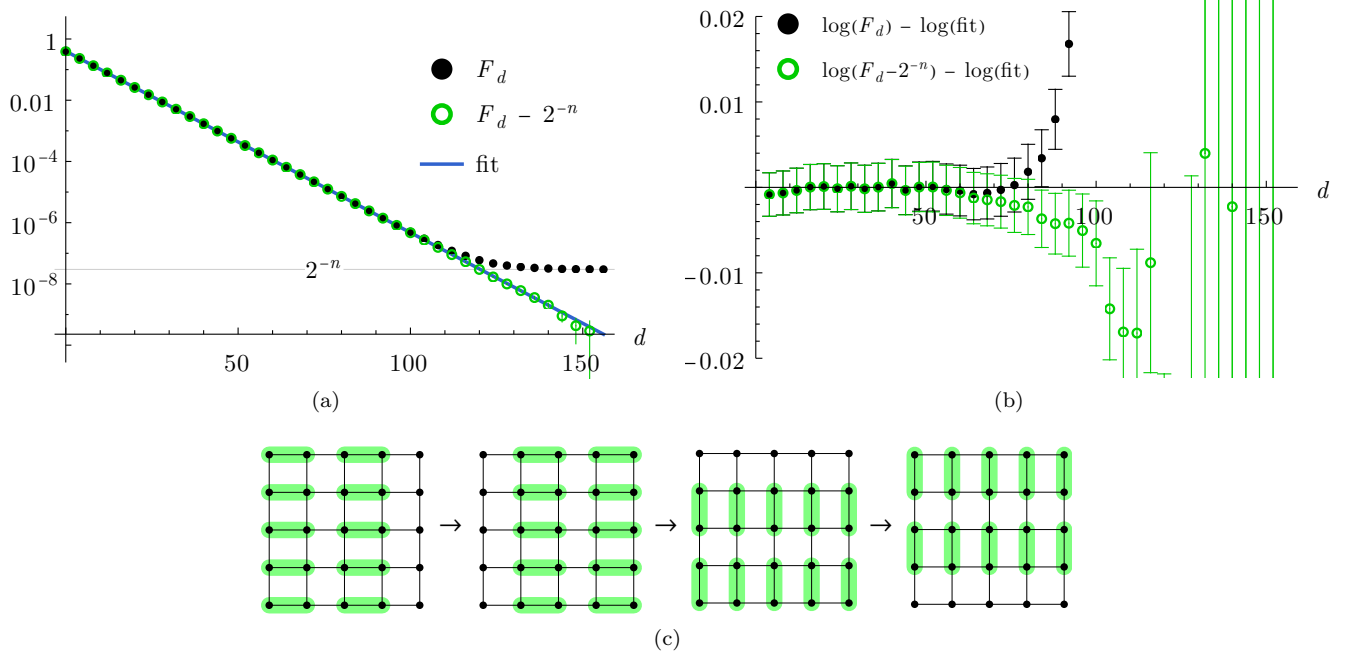 1
0.01
10⁻⁴
10⁻⁶
10⁻⁸
2⁻ⁿ
F_d
F_d − 2⁻ⁿ
fit
50
100
150
d
(a)
0.02
0.01
-0.01
-0.02
log(F_d) − log(fit)
log(F_d−2⁻ⁿ) − log(fit)
50
100
150
d
(b)
→ → →
(c)